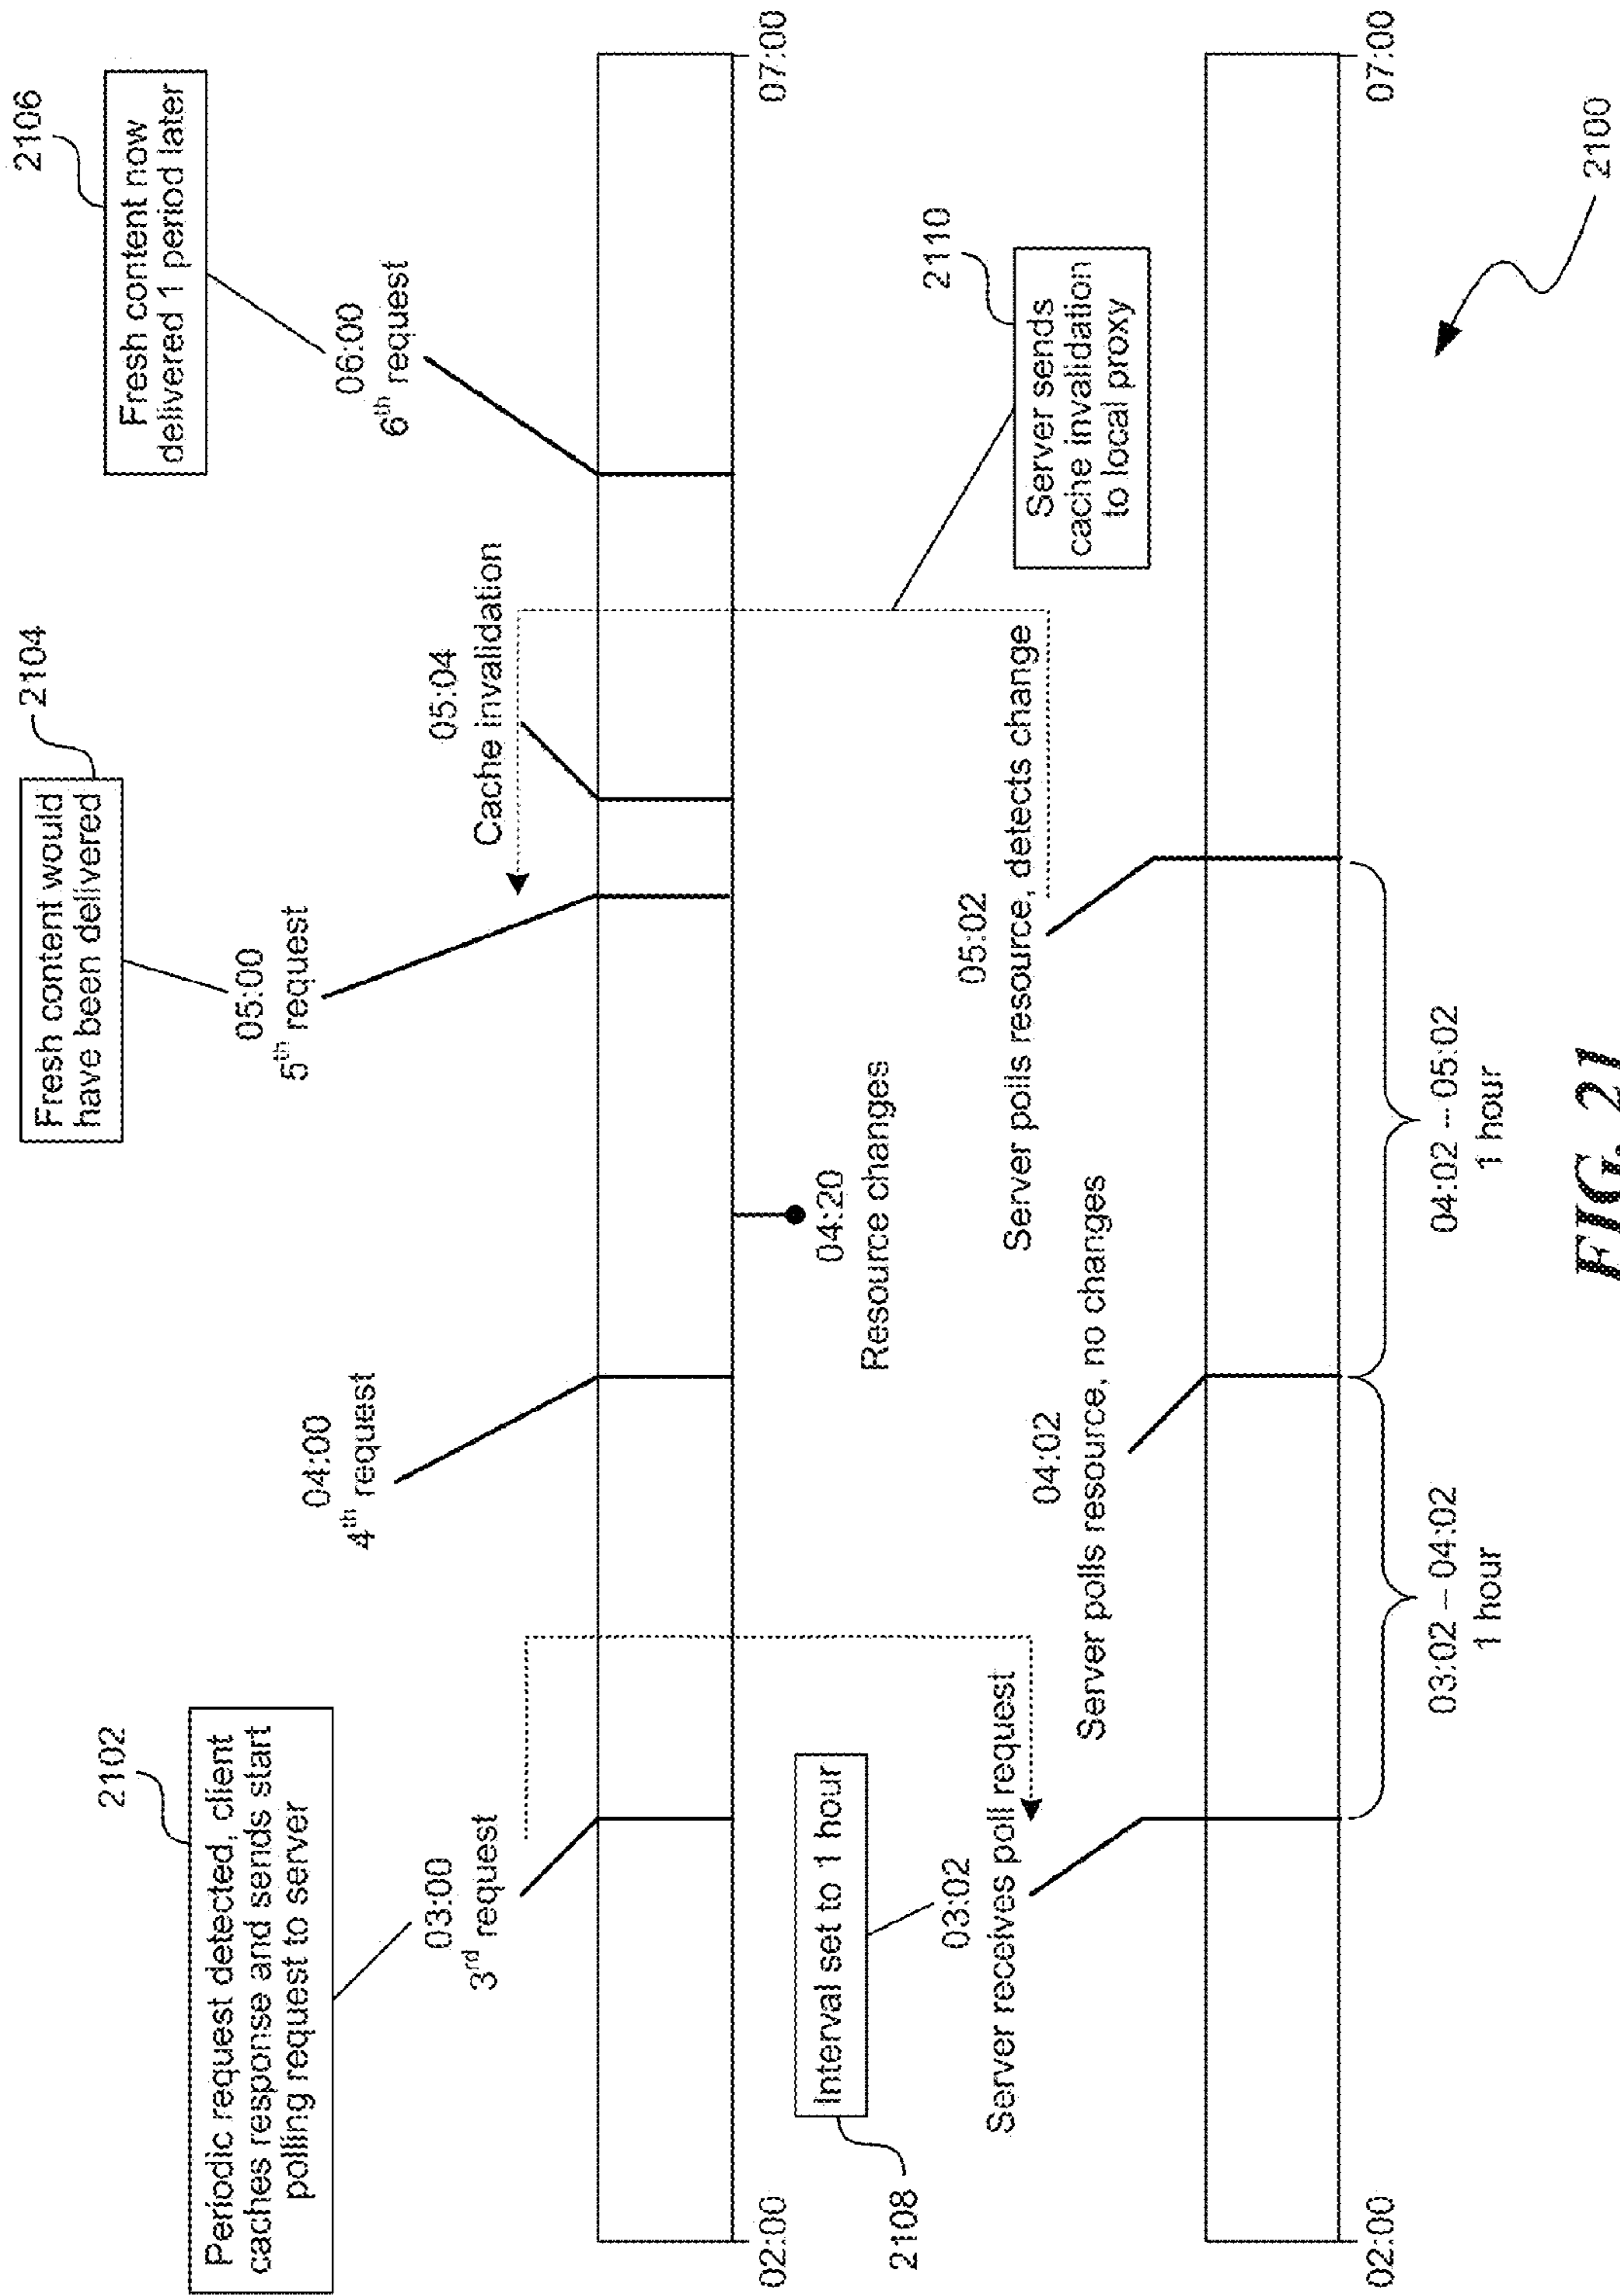 2102
Periodic request detected, client
caches response and sends start
polling request to server
03:00
3rd request
04:00
4th request
2104
Fresh content would
have been delivered
05:00
5th request
05:04
Cache invalidation
2106
Fresh content now
delivered 1 period later
06:00
6th request
02:00
07:00
04:20
Resource changes
2108
Interval set to 1 hour
03:02
Server receives poll request
04:02
Server polls resource, no changes
05:02
Server polls resource, detects change
2110
Server sends
cache invalidation
to local proxy
02:00
07:00
03:02 – 04:02
1 hour
04:02 – 05:02
1 hour
2100
FIG. 21